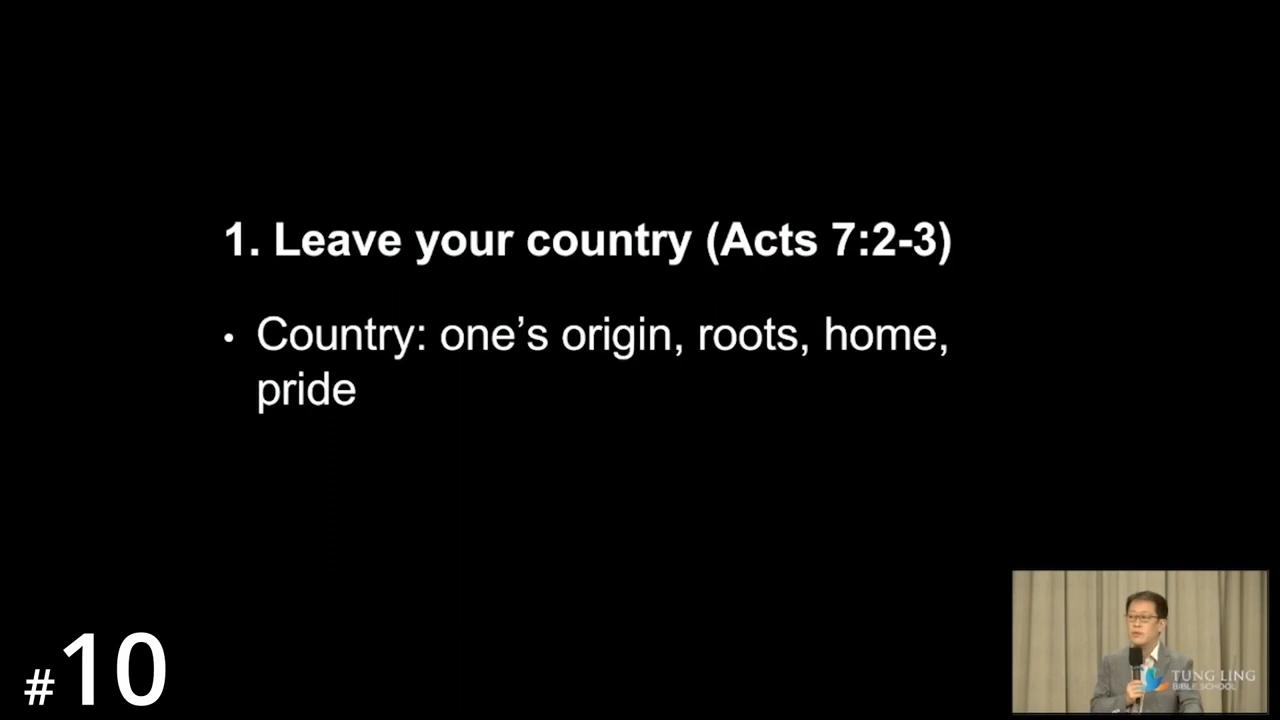 1. Leave your country (Acts 7:2-3)
• Country: one’s origin, roots, home,
pride
#10
TUNG LING
BIBLE SCHOOL